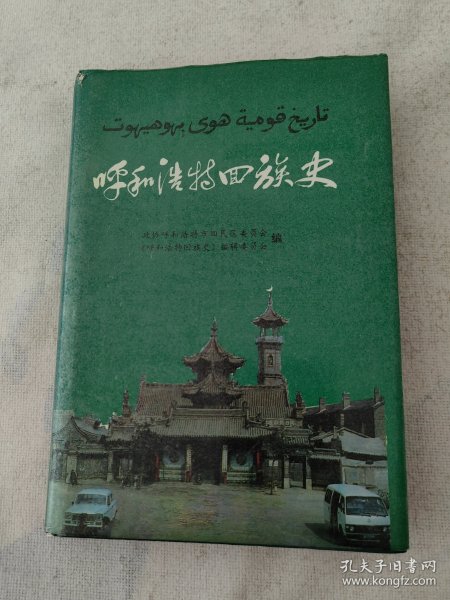 تاريخ قومية هوى بهوهيهوت
呼和浩特回族史
政协呼和浩特市回民区委员会
《呼和浩特回族史》编辑委员会
编
孔夫子旧书网
www.kongfz.com